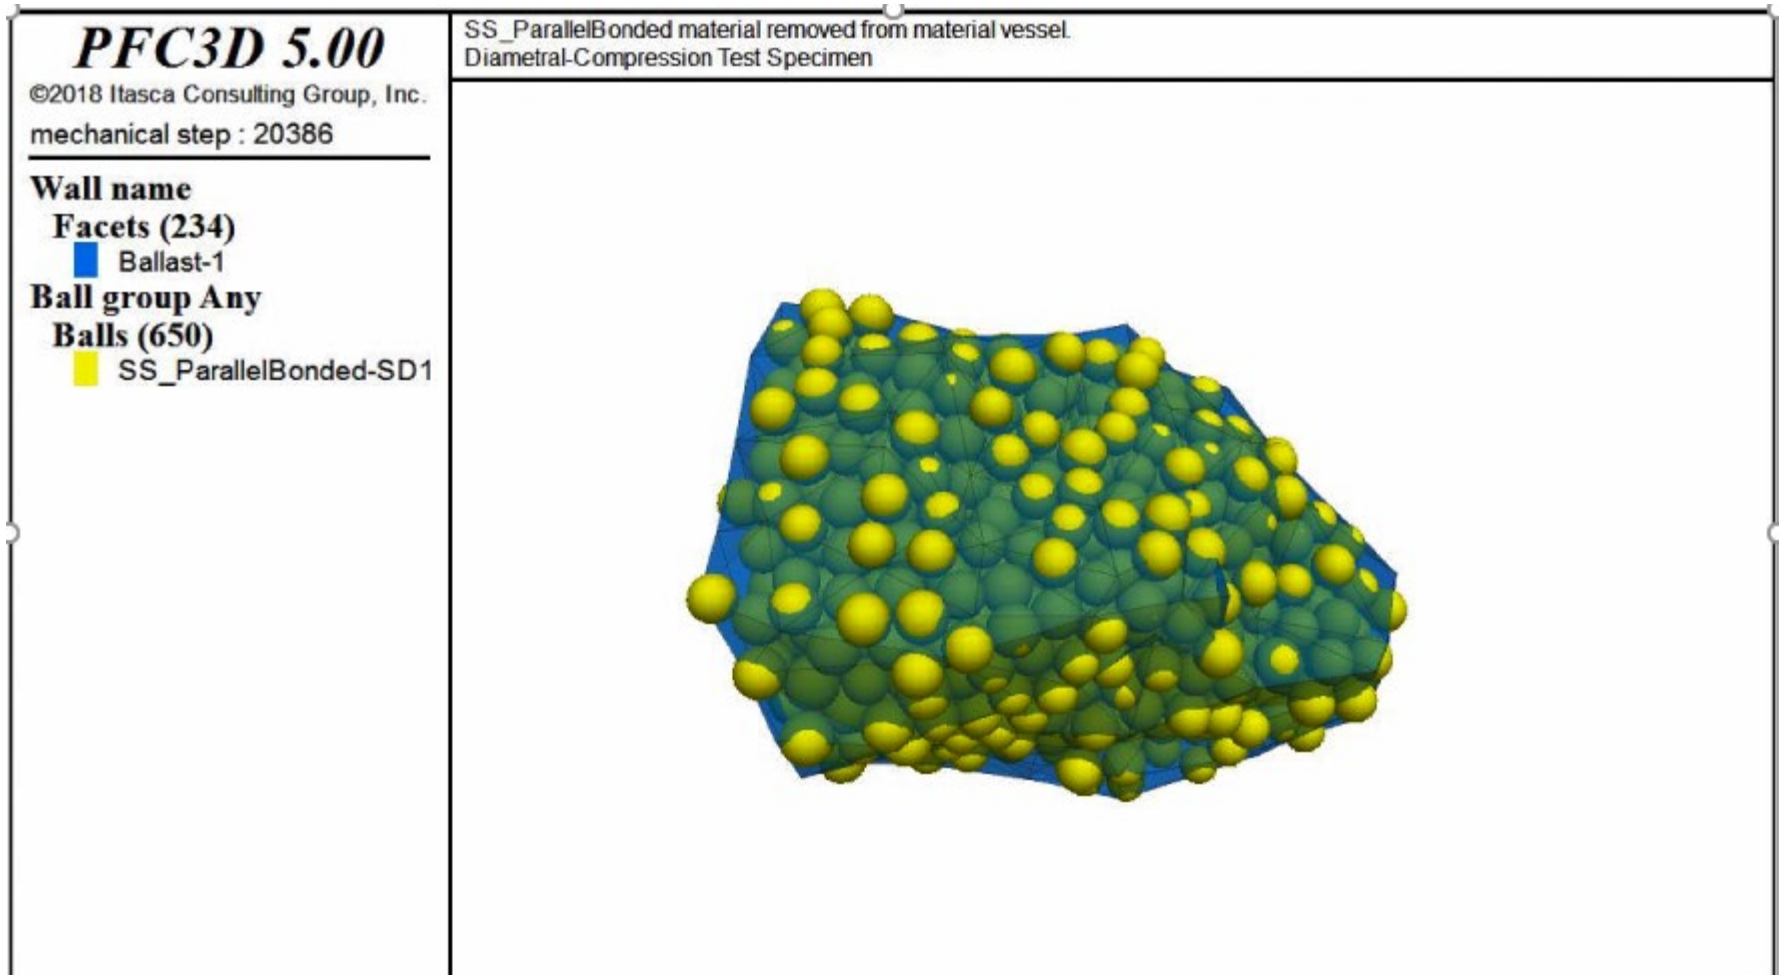 PFC3D 5.00
©2018 Itasca Consulting Group, Inc.
mechanical step : 20386
Wall name
Facets (234)
Ballast-1
Ball group Any
Balls (650)
SS_ParallelBonded-SD1
SS_ParallelBonded material removed from material vessel.
Diametral-Compression Test Specimen